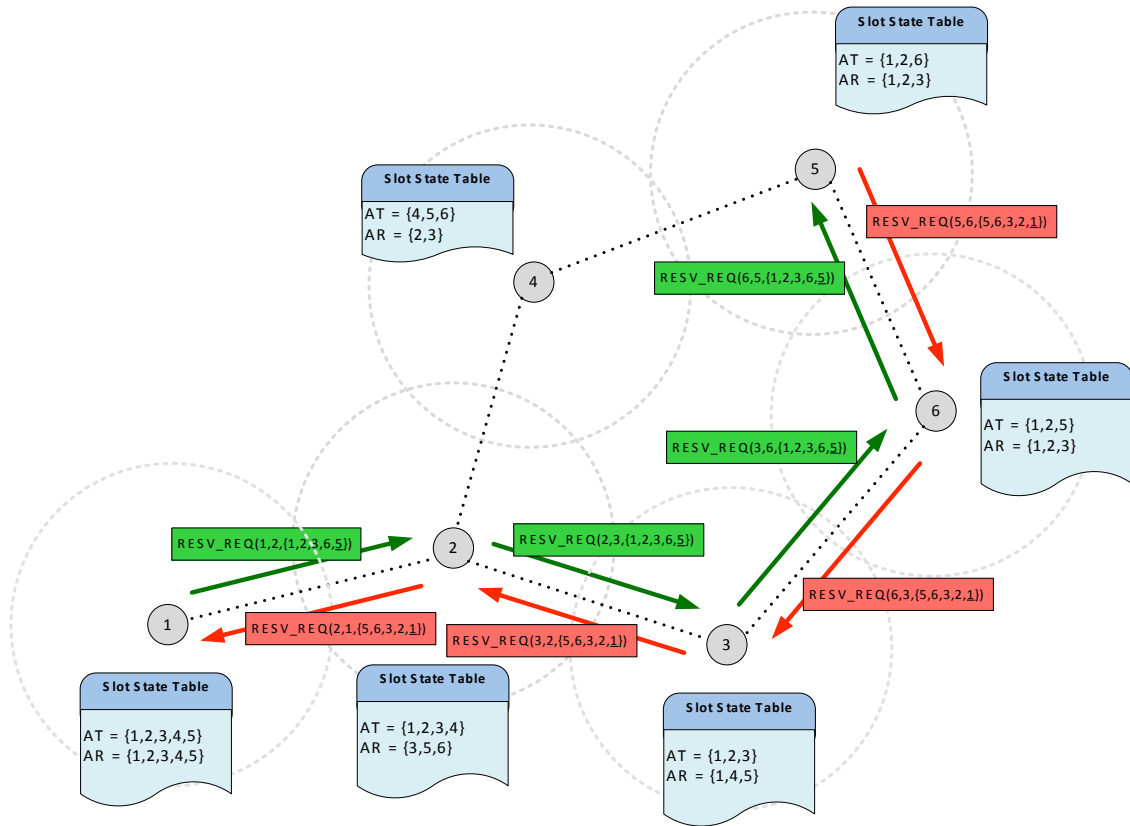 Slot State Table
AT = {1,2,6}
AR = {1,2,3}
5
Slot State Table
AT = {4,5,6}
AR = {2,3}
RESV_REQ(5,6,{5,6,3,2,1})
RESV_REQ(6,5,{1,2,3,6,5})
4
Slot State Table
AT = {1,2,5}
AR = {1,2,3}
6
RESV_REQ(3,6,{1,2,3,6,5})
RESV_REQ(1,2,{1,2,3,6,5})
2
RESV_REQ(2,3,{1,2,3,6,5})
RESV_REQ(6,3,{5,6,3,2,1})
1
RESV_REQ(2,1,{5,6,3,2,1})
RESV_REQ(3,2,{5,6,3,2,1})
3
Slot State Table
AT = {1,2,3,4,5}
AR = {1,2,3,4,5}
Slot State Table
AT = {1,2,3,4}
AR = {3,5,6}
Slot State Table
AT = {1,2,3}
AR = {1,4,5}